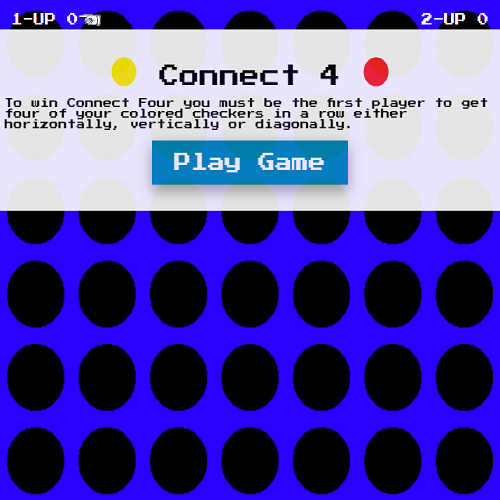 1-UP 0
2-UP 0
Connect 4
To win Connect Four you must be the first player to get
four of your colored checkers in a row either
horizontally, vertically or diagonally.
Play Game